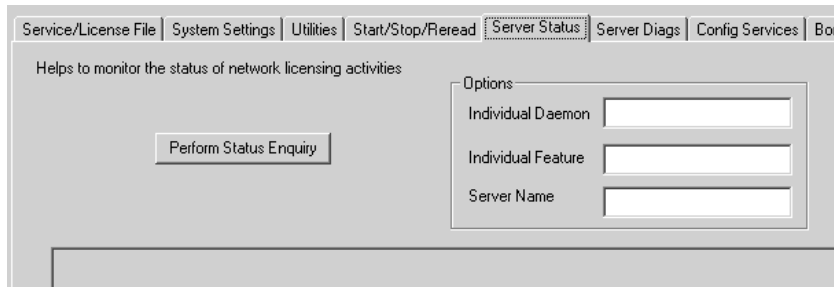 Service/License File System Settings Utilities Start/Stop/Reread Server Status Server Diags Config Services
Helps to monitor the status of network licensing activities
Options
Individual Daemon
Perform Status Enquiry
Individual Feature
Server Name